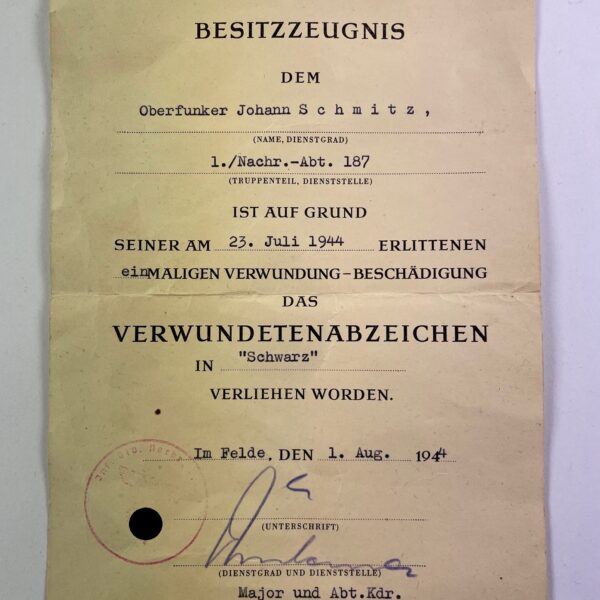 BESITZZEUGNIS
DEM
Oberfunker Johann S c h m i t z ,
(NAME, DIENSTGRAD)
1./Nachr.-Abt. 187
(TRUPPENTEIL, DIENSTSTELLE)
IST AUF GRUND
SEINER AM 23. Juli 1944 ERLITTENEN
einMALIGEN VERWUNDUNG–BESCHÄDIGUNG
DAS
VERWUNDETENABZEICHEN
IN "Schwarz"
VERLIEHEN WORDEN.
Im Felde, DEN 1. Aug. 1944
(UNTERSCHRIFT)
(DIENSTGRAD UND DIENSTSTELLE)
Major und Abt.Kdr.